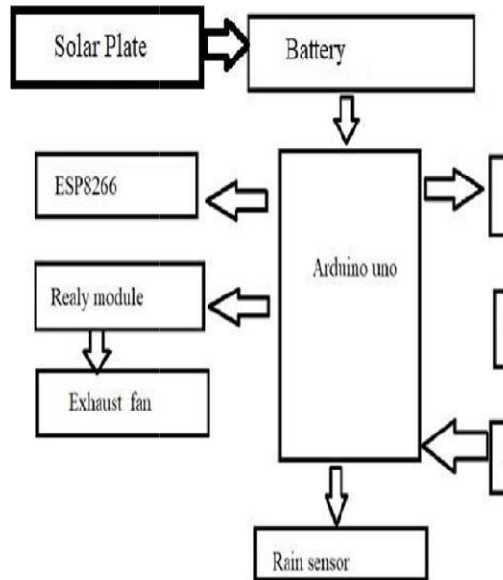 Solar Plate
Battery
ESP8266
Arduino uno
Realy module
Exhaust fan
Rain sensor